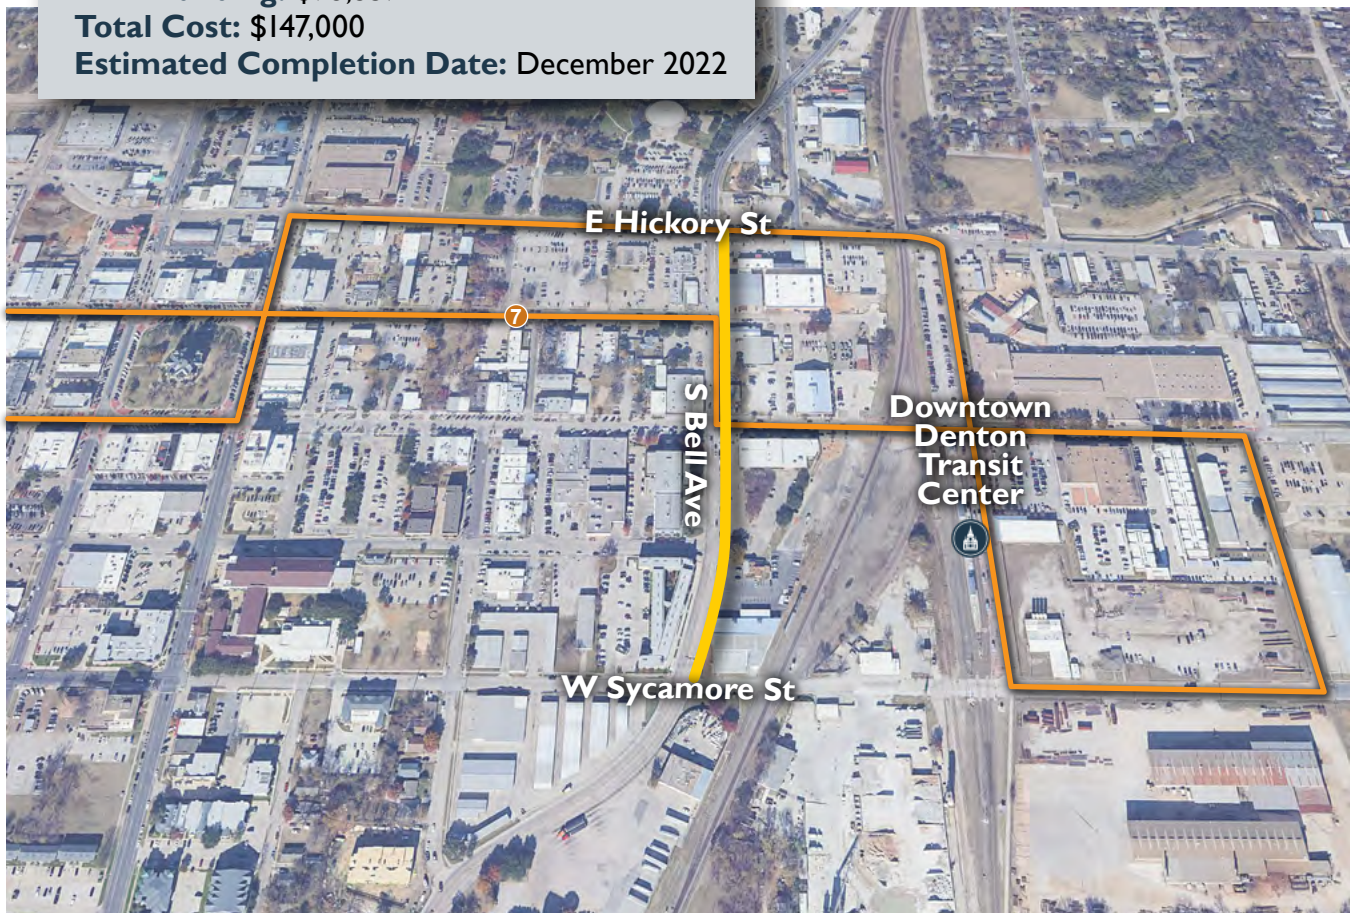 Total Cost: $147,000
Estimated Completion Date: December 2022
E Hickory St
7
S Bell Ave
Downtown
Denton
Transit
Center
W Sycamore St